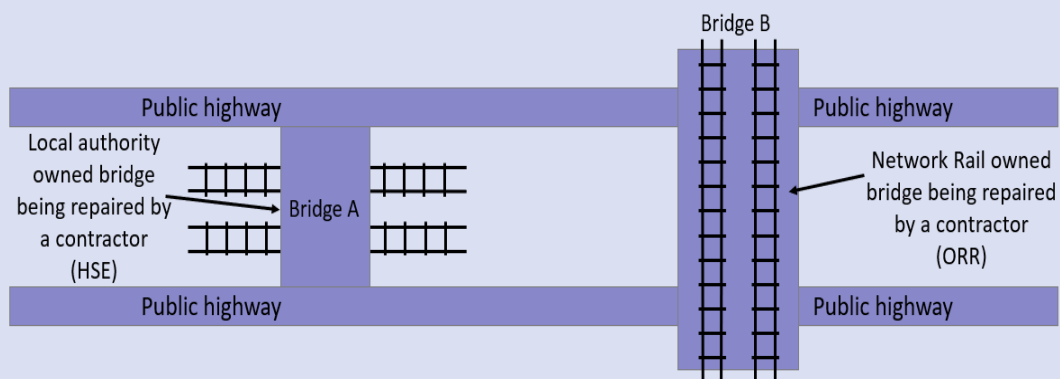 Bridge B
Public highway
Public highway
Local authority
owned bridge
being repaired by
a contractor
(HSE)
Bridge A
Network Rail owned
bridge being repaired
by a contractor
(ORR)
Public highway
Public highway